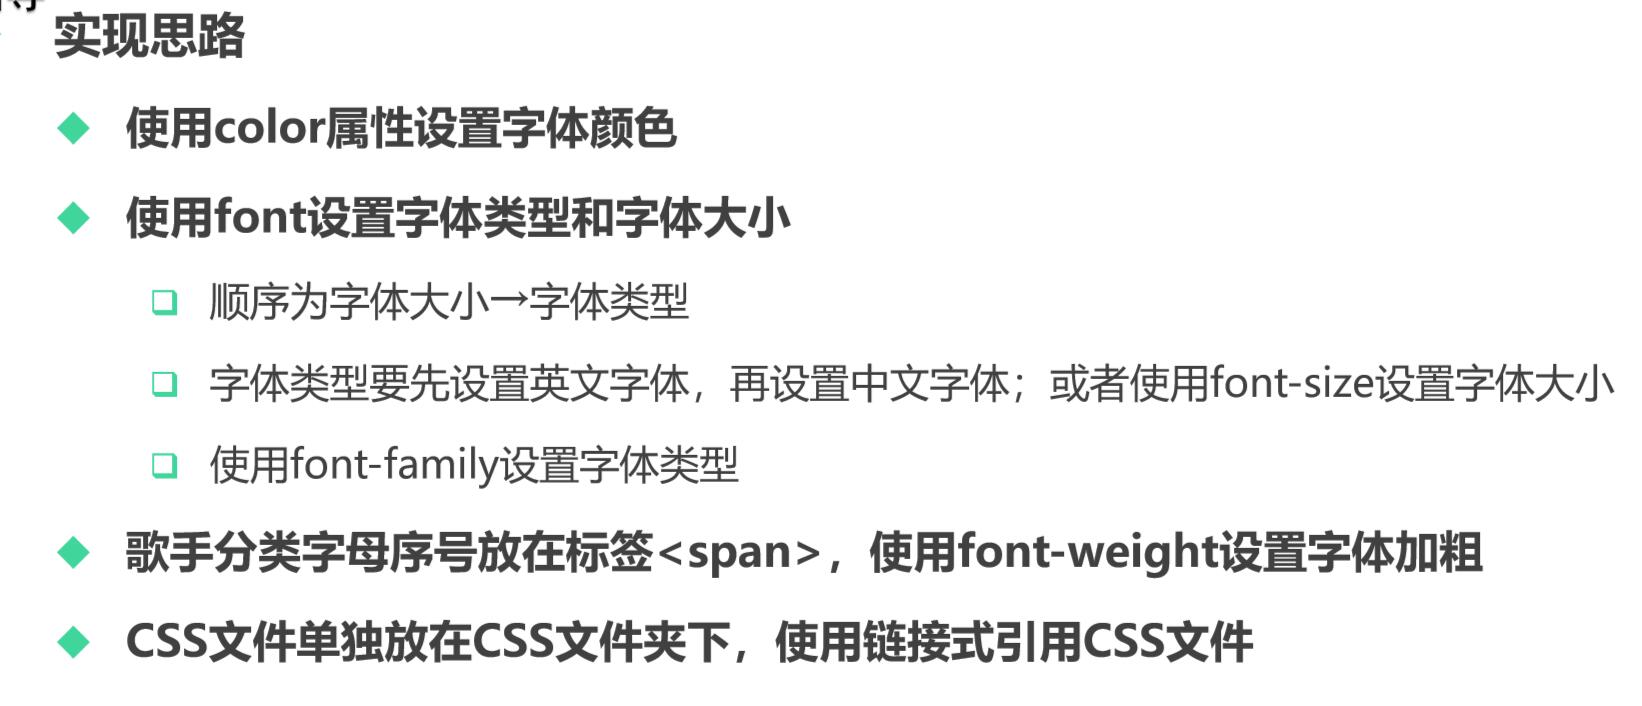 实现思路
使用color属性设置字体颜色
使用font设置字体类型和字体大小
顺序为字体大小→字体类型
字体类型要先设置英文字体，再设置中文字体；或者使用font-size设置字体大小
使用font-family设置字体类型
歌手分类字母序号放在标签<span>，使用font-weight设置字体加粗
CSS文件单独放在CSS文件夹下，使用链接式引用CSS文件